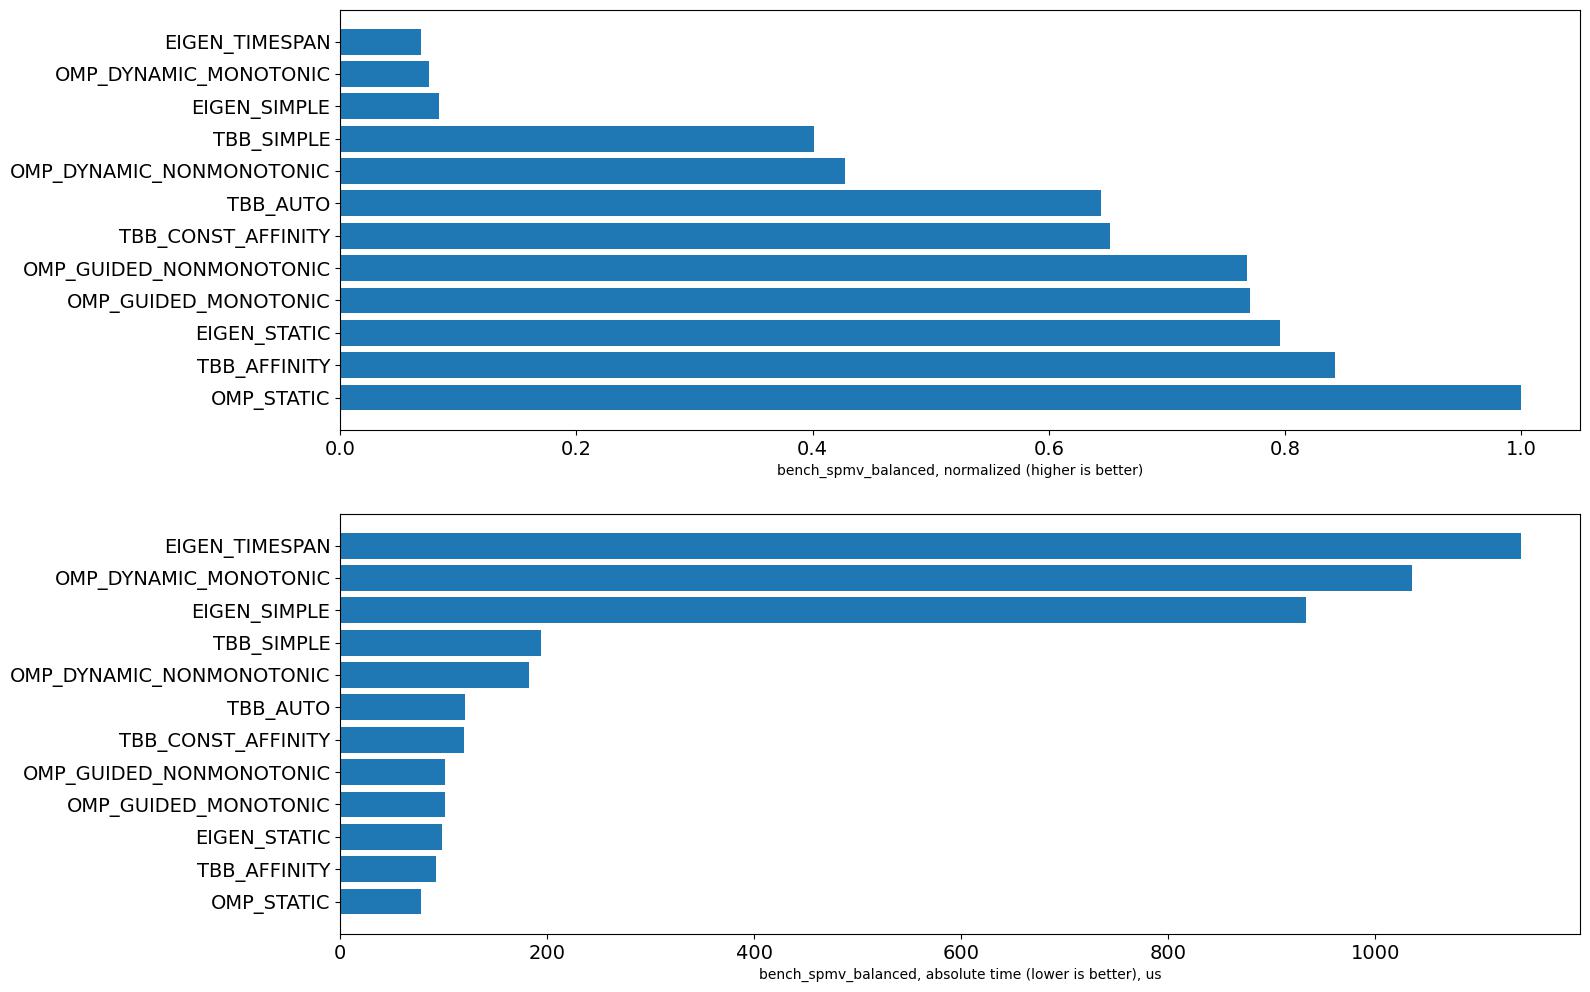 EIGEN_TIMESPAN
OMP_DYNAMIC_MONOTONIC
EIGEN_SIMPLE
TBB_SIMPLE
OMP_DYNAMIC_NONMONOTONIC
TBB_AUTO
TBB_CONST_AFFINITY
OMP_GUIDED_NONMONOTONIC
OMP_GUIDED_MONOTONIC
EIGEN_STATIC
TBB_AFFINITY
OMP_STATIC
0.0 0.2 0.4 0.6 0.8 1.0
bench_spmv_balanced, normalized (higher is better)
EIGEN_TIMESPAN
OMP_DYNAMIC_MONOTONIC
EIGEN_SIMPLE
TBB_SIMPLE
OMP_DYNAMIC_NONMONOTONIC
TBB_AUTO
TBB_CONST_AFFINITY
OMP_GUIDED_NONMONOTONIC
OMP_GUIDED_MONOTONIC
EIGEN_STATIC
TBB_AFFINITY
OMP_STATIC
0 200 400 600 800 1000
bench_spmv_balanced, absolute time (lower is better), us